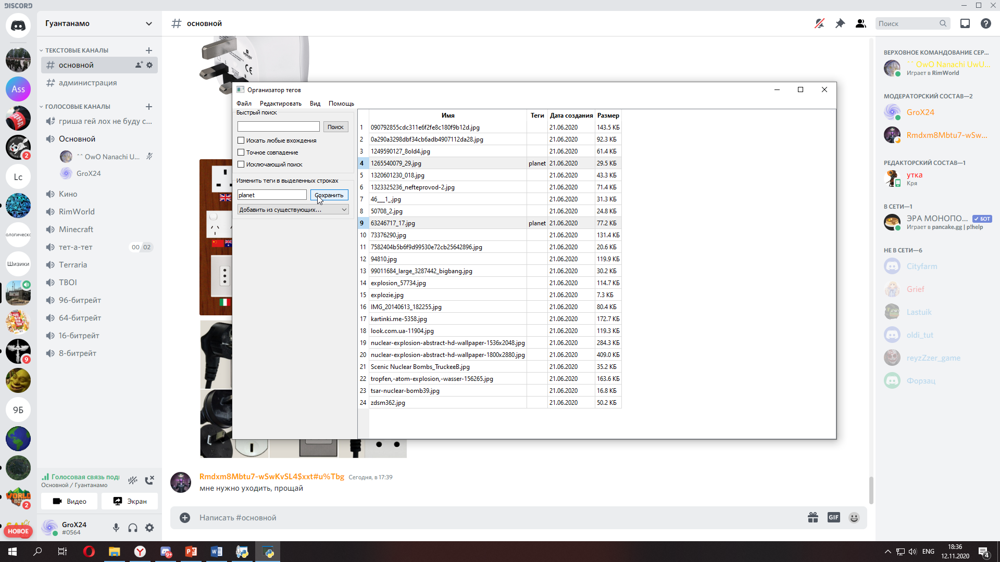 DISCORD
Гуантанамо
основной
Поиск
ТЕКСТОВЫЕ КАНАЛЫ
основной
администрация
ГОЛОСОВЫЕ КАНАЛЫ
гриша гей лох не буду с...
Основной
^^ OwO Nanachi U...
GroX24
Кино
RimWorld
Minecraft
тет-а-тет
00 02
Terraria
TBOI
96-битрейт
64-битрейт
16-битрейт
8-битрейт
Ass
2
Lc
ологическо
Шизики
9
9Б
2
НОВОЕ
Голосовая связь подк
Основной / Гуантанамо
Видео
Экран
GroX24
#0564
Организатор тегов
Файл Редактировать Вид Помощь
Быстрый поиск
Поиск
Искать любые вхождения
Точное совпадение
Исключающий поиск
Изменить теги в выделенных строках
planet
Сохранить
Добавить из существующих...
Имя Теги Дата создания Размер
1 090792855cdc311e6f2fe8c180f9b12d.jpg 21.06.2020 143.5 КБ
2 0a290a3298dbf34cb6adb4907112da28.jpg 21.06.2020 92.3 КБ
3 1249590127_8old4.jpg 21.06.2020 61.4 КБ
4 1265540079_29.jpg planet 21.06.2020 29.5 КБ
5 1320601230_018.jpg 21.06.2020 43.3 КБ
6 1323325236_nefteprovod-2.jpg 21.06.2020 71.4 КБ
7 46___1_.jpg 21.06.2020 31.3 КБ
8 50708_2.jpg 21.06.2020 24.8 КБ
9 63246717_17.jpg planet 21.06.2020 77.2 КБ
10 73376290.jpg 21.06.2020 131.4 КБ
11 7582404b5b6f9d99530e72cb25642896.jpg 21.06.2020 20.6 КБ
12 94810.jpg 21.06.2020 119.9 КБ
13 99011684_large_3287442_bigbang.jpg 21.06.2020 30.2 КБ
14 explosion_57734.jpg 21.06.2020 114.7 КБ
15 explozie.jpg 21.06.2020 7.3 КБ
16 IMG_20140613_182255.jpg 21.06.2020 80.4 КБ
17 kartinki.me-5358.jpg 21.06.2020 172.7 КБ
18 look.com.ua-11904.jpg 21.06.2020 119.3 КБ
19 nuclear-explosion-abstract-hd-wallpaper-1536x2048.jpg 21.06.2020 284.3 КБ
20 nuclear-explosion-abstract-hd-wallpaper-1800x2880.jpg 21.06.2020 409.0 КБ
21 Scenic Nuclear Bombs_TruckeeB.jpg 21.06.2020 35.2 КБ
22 tropfen,-atom-explosion,-wasser-156265.jpg 21.06.2020 163.6 КБ
23 tsar-nuclear-bomb39.jpg 21.06.2020 16.8 КБ
24 zdsm362.jpg 21.06.2020 50.2 КБ
Rmdxm8Mbtu7-wSwKvSL4$xxt#u%Tbg Сегодня, в 17:39
мне нужно уходить, прощай
Написать #основной
GIF
ВЕРХОВНОЕ КОМАНДОВАНИЕ СЕР...
^^ OwO Nanachi UwU...
Играет в RimWorld
МОДЕРАТОРСКИЙ СОСТАВ—2
GroX24
Rmdxm8Mbtu7-wSw...
РЕДАКТОРСКИЙ СОСТАВ—1
утка
Кря
В СЕТИ—1
ЭРА МОНОПО... БОТ
Играет в pancake.gg | p!help
НЕ В СЕТИ—6
Cityfarm
Grief
Lastuik
oldi_tut
reyzZzer_game
Форзац
9+
ENG
18:36
12.11.2020
4